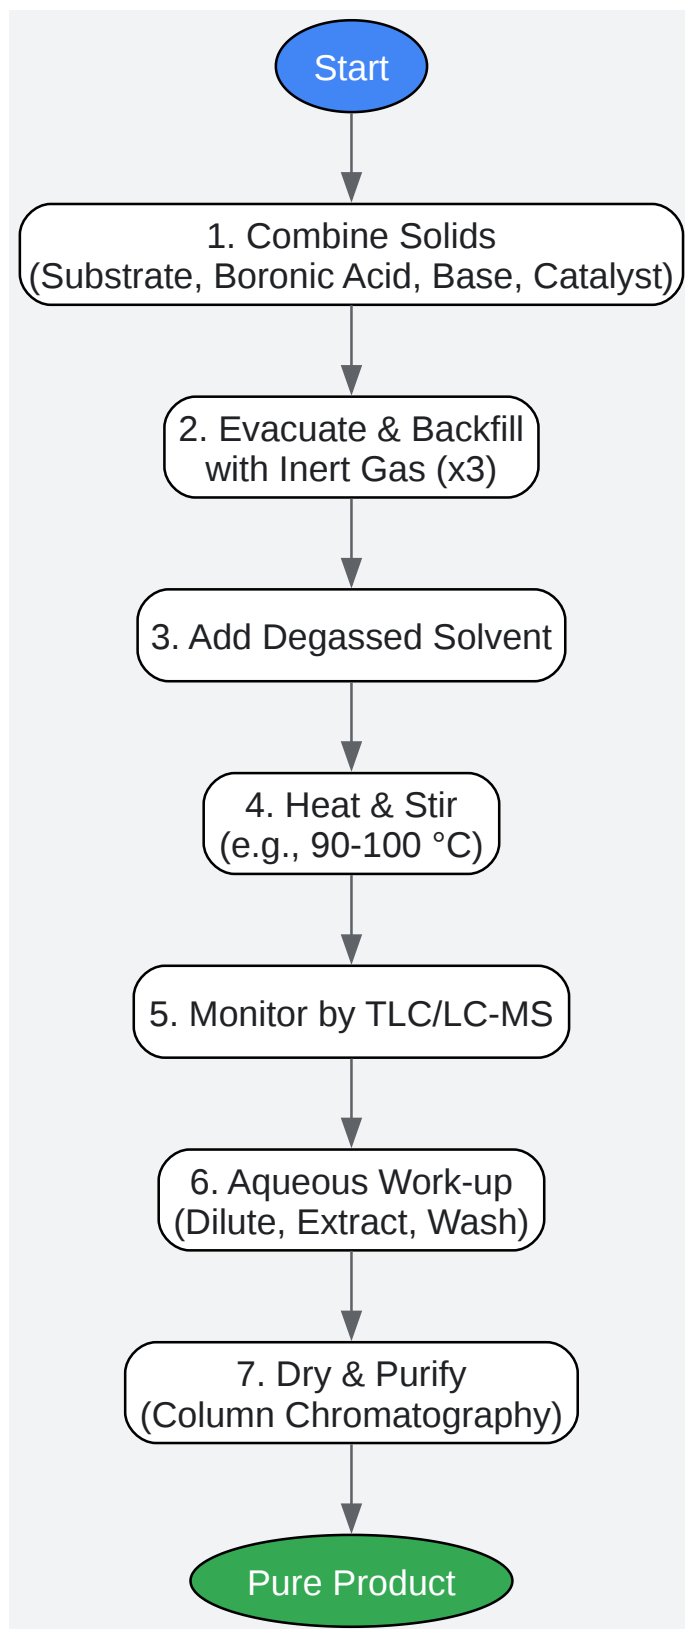 Start
1. Combine Solids
(Substrate, Boronic Acid, Base, Catalyst)
2. Evacuate & Backfill
with Inert Gas (x3)
3. Add Degassed Solvent
4. Heat & Stir
(e.g., 90-100 °C)
5. Monitor by TLC/LC-MS
6. Aqueous Work-up
(Dilute, Extract, Wash)
7. Dry & Purify
(Column Chromatography)
Pure Product